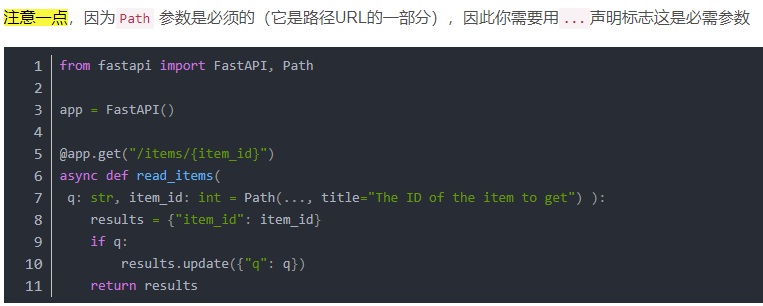 注意一点，因为 Path 参数是必须的（它是路径URL的一部分），因此你需要用 ... 声明标志这是必需参数
1 from fastapi import FastAPI, Path
2
3 app = FastAPI()
4
5 @app.get("/items/{item_id}")
6 async def read_items(
7  q: str, item_id: int = Path(..., title="The ID of the item to get") ):
8     results = {"item_id": item_id}
9     if q:
10         results.update({"q": q})
11     return results